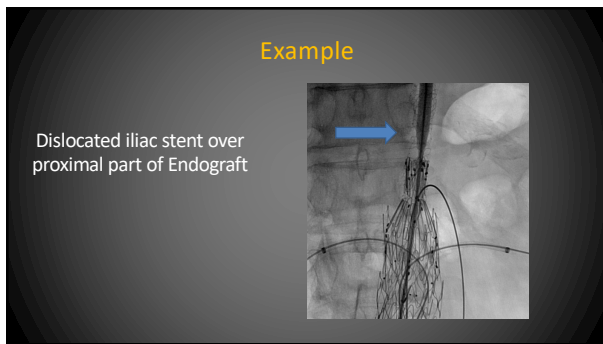 Example
Dislocated iliac stent over
proximal part of Endograft